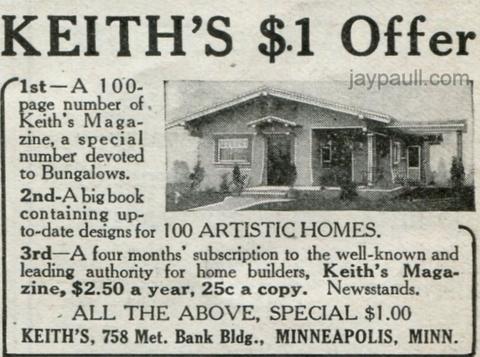 KEITH'S $.1 Offer
jaypaull.com
1st—A 100-
page number of
Keith's Maga-
zine, a special
number devoted
to Bungalows.
2nd-A big book
containing up-
to-date designs for 100 ARTISTIC HOMES.
3rd—A four months' subscription to the well-known and
leading authority for home builders, Keith's Maga-
zine, $2.50 a year, 25c a copy. Newsstands.
ALL THE ABOVE, SPECIAL $1.00
KEITH'S, 758 Met. Bank Bldg., MINNEAPOLIS, MINN.